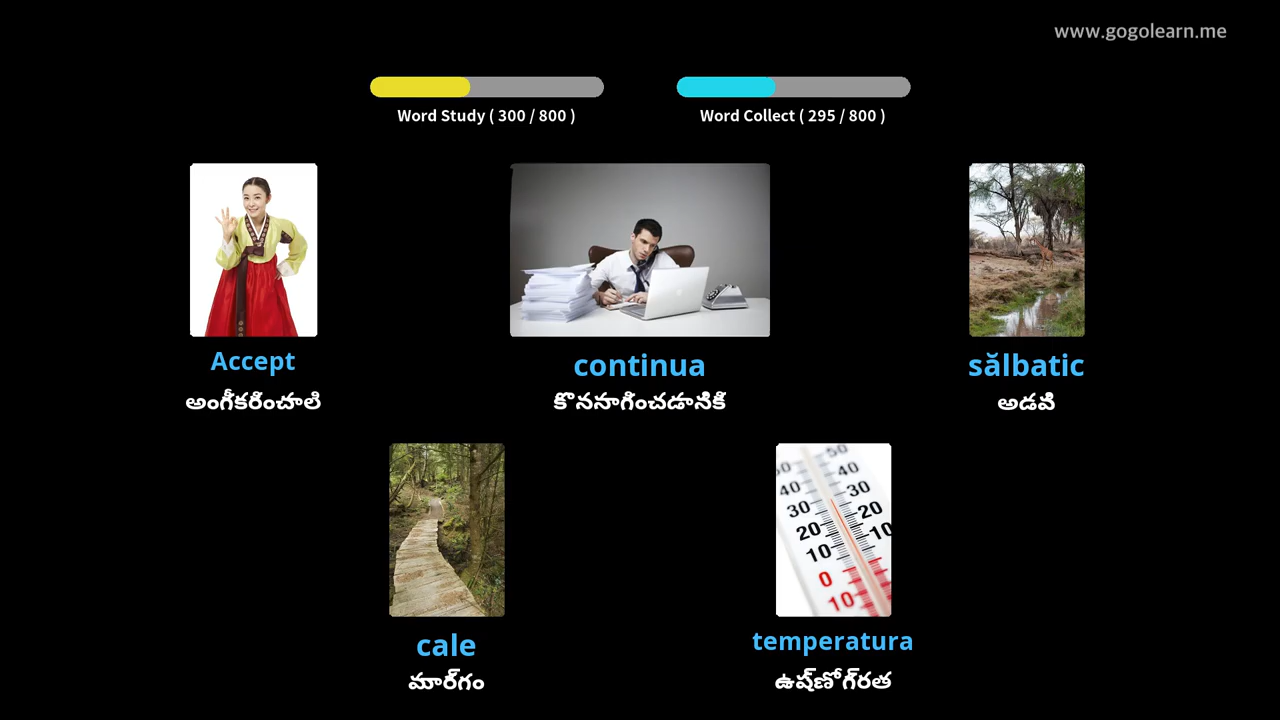 www.gogolearn.me
Word Study ( 300 / 800 )
Word Collect ( 295 / 800 )
Accept
అంగీకరించాలి
continua
కొనసాగించడానికి
sălbatic
అడవి
cale
మార్గం
temperatura
ఉష్ణోగ్రత